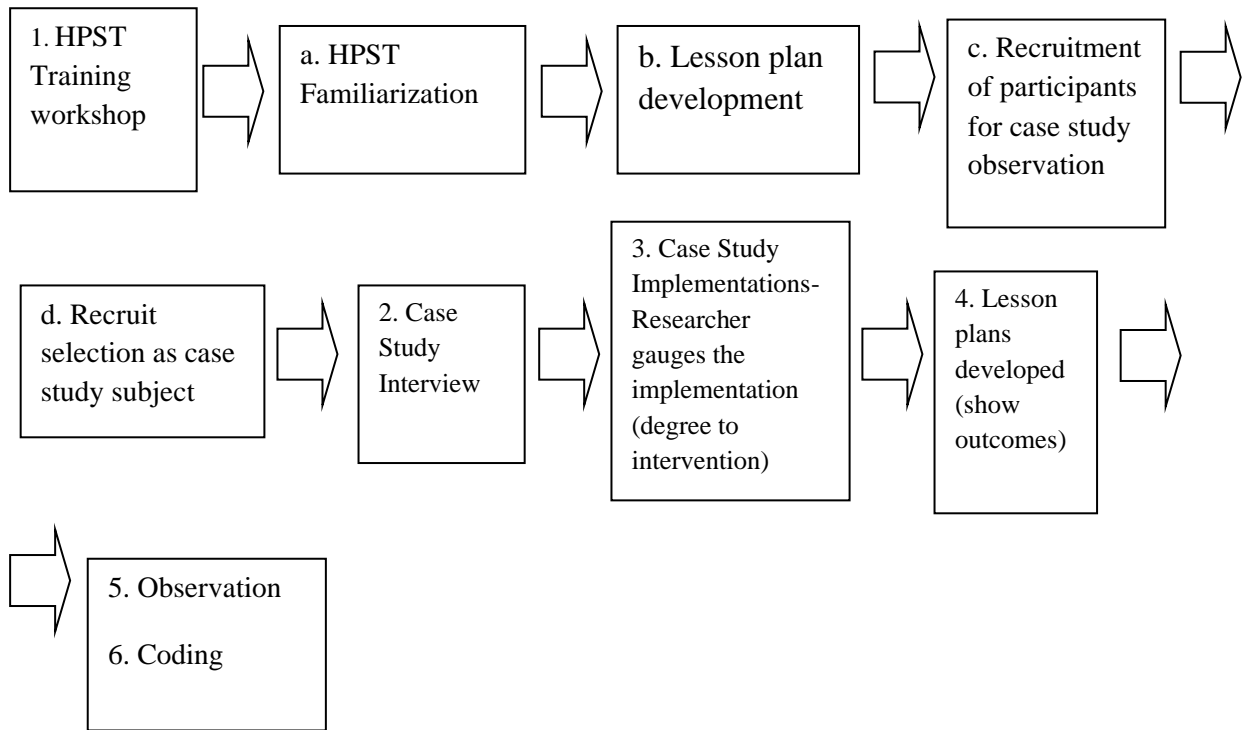 1. HPST
Training
workshop
a. HPST
Familiarization
b. Lesson plan
development
c. Recruitment
of participants
for case study
observation
d. Recruit
selection as case
study subject
2. Case
Study
Interview
3. Case Study
Implementations-
Researcher
gauges the
implementation
(degree to
intervention)
4. Lesson
plans
developed
(show
outcomes)
5. Observation
6. Coding